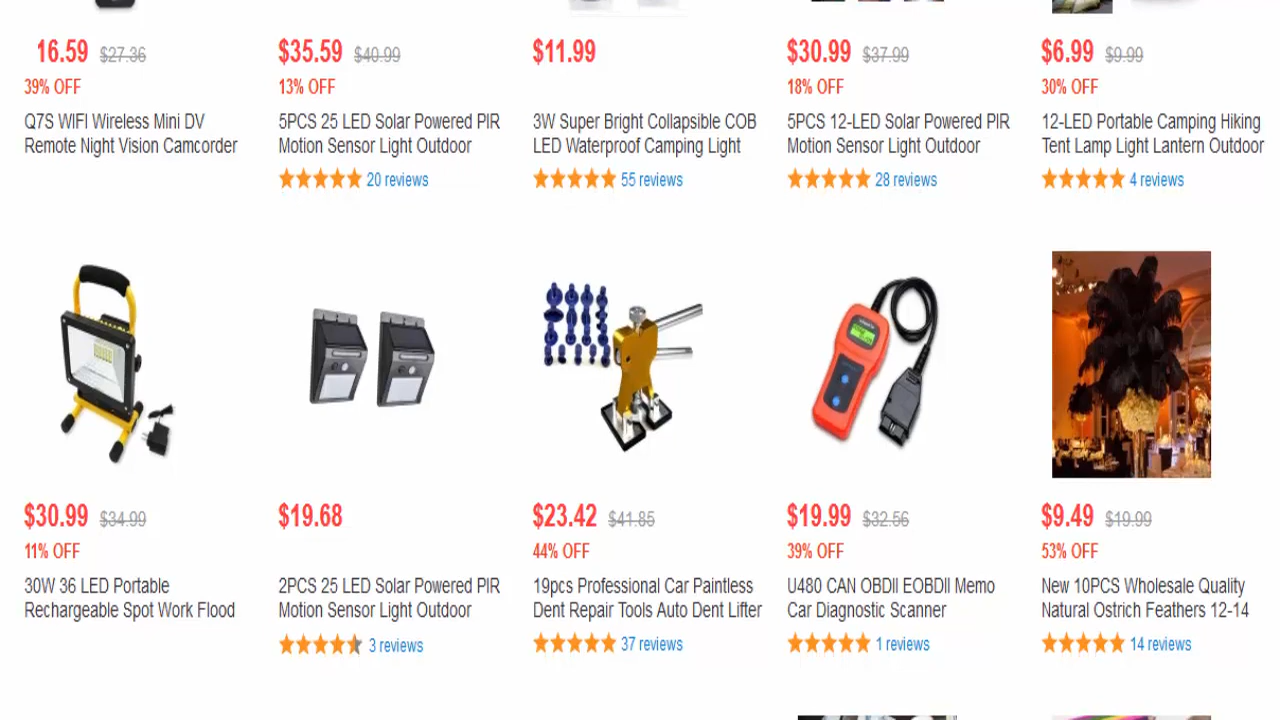 16.59 $27.36
39% OFF
Q7S WIFI Wireless Mini DV
Remote Night Vision Camcorder
$35.59 $40.99
13% OFF
5PCS 25 LED Solar Powered PIR
Motion Sensor Light Outdoor
20 reviews
$11.99
3W Super Bright Collapsible COB
LED Waterproof Camping Light
55 reviews
$30.99 $37.99
18% OFF
5PCS 12-LED Solar Powered PIR
Motion Sensor Light Outdoor
28 reviews
$6.99 $9.99
30% OFF
12-LED Portable Camping Hiking
Tent Lamp Light Lantern Outdoor
4 reviews
$30.99 $34.99
11% OFF
30W 36 LED Portable
Rechargeable Spot Work Flood
$19.68
2PCS 25 LED Solar Powered PIR
Motion Sensor Light Outdoor
3 reviews
$23.42 $41.85
44% OFF
19pcs Professional Car Paintless
Dent Repair Tools Auto Dent Lifter
37 reviews
$19.99 $32.56
39% OFF
U480 CAN OBDII EOBDII Memo
Car Diagnostic Scanner
1 reviews
$9.49 $19.99
53% OFF
New 10PCS Wholesale Quality
Natural Ostrich Feathers 12-14
14 reviews